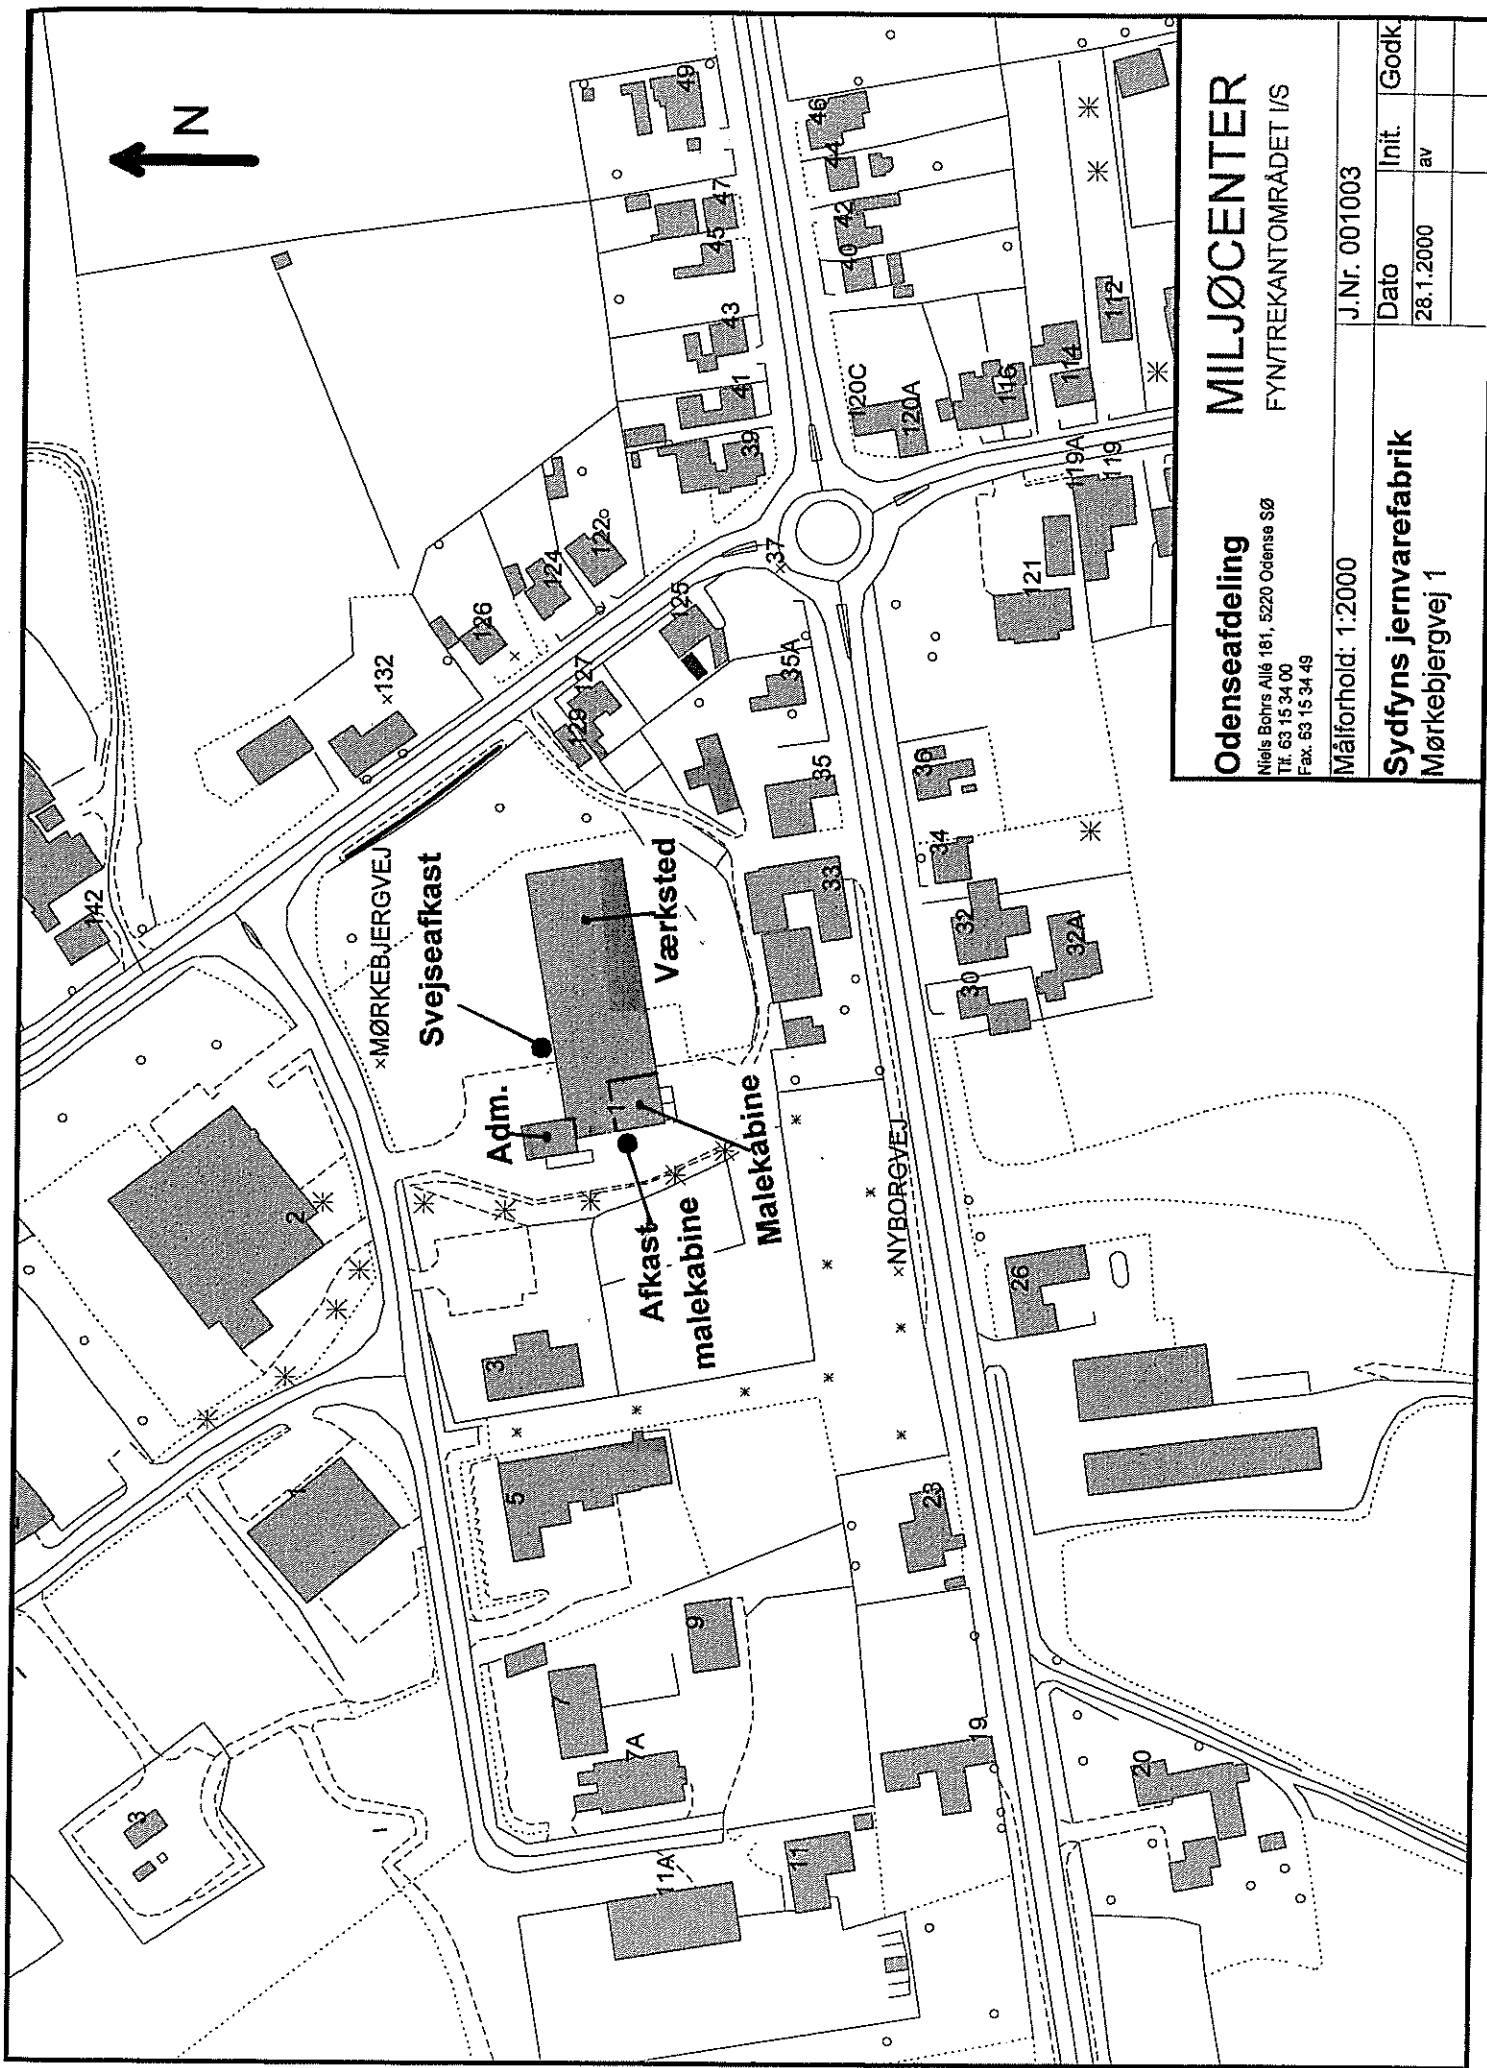 N
49
47
45
43
41
39
46
44
42
40
120C
120A
116
114
112
119A
119
121
122
124
126
×132
125
127
129
37
35A
35
33
36
34
32
32A
30
26
23
19
20
142
2
1
3
3
5
7
7A
9
11A
11
×MØRKEBJERGVEJ
×NYBORGVEJ
Svejseafkast
Værksted
Adm.
1
Malekabine
Afkast
malekabine
Odenseafdeling
MILJØCENTER
Niels Bohrs Allé 181, 5220 Odense SØ
Tlf. 63 15 34 00
Fax. 63 15 34 49
FYN/TREKANTOMRÅDET I/S
Målforhold: 1:2000
J.Nr. 001003
Sydfyns jernvarefabrik
Mørkebjergvej 1
Dato
Init.
Godk.
28.1.2000
av